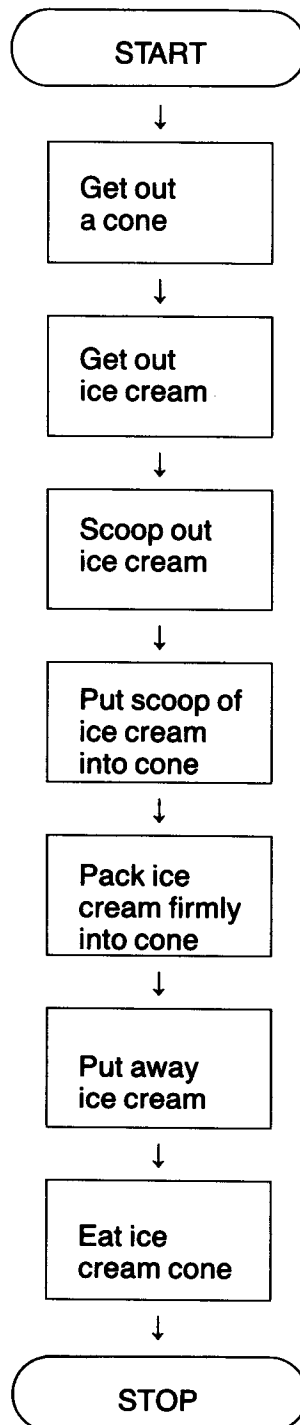 START
Get out
a cone
Get out
ice cream
Scoop out
ice cream
Put scoop of
ice cream
into cone
Pack ice
cream firmly
into cone
Put away
ice cream
Eat ice
cream cone
STOP